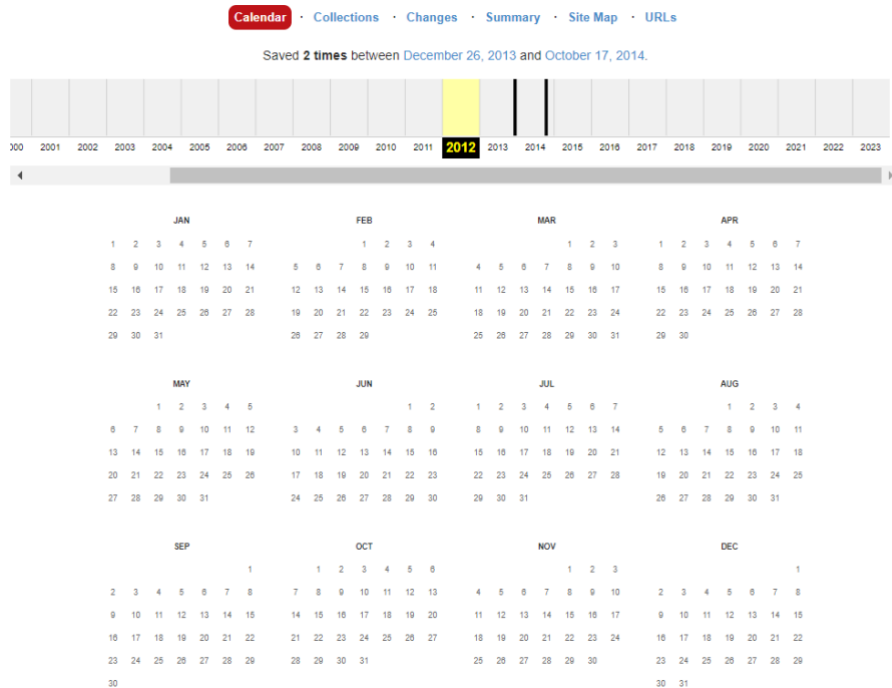 Calendar · Collections · Changes · Summary · Site Map · URLs
Saved 2 times between December 26, 2013 and October 17, 2014.
000 2001 2002 2003 2004 2005 2006 2007 2008 2009 2010 2011 2012 2013 2014 2015 2016 2017 2018 2019 2020 2021 2022 2023
JAN FEB MAR APR
1 2 3 4 5 6 7 1 2 3 4 1 2 3 1 2 3 4 5 6 7
8 9 10 11 12 13 14 5 6 7 8 9 10 11 4 5 6 7 8 9 10 8 9 10 11 12 13 14
15 16 17 18 19 20 21 12 13 14 15 16 17 18 11 12 13 14 15 16 17 15 16 17 18 19 20 21
22 23 24 25 26 27 28 19 20 21 22 23 24 25 18 19 20 21 22 23 24 22 23 24 25 26 27 28
29 30 31 26 27 28 29 25 26 27 28 29 30 31 29 30
MAY JUN JUL AUG
1 2 3 4 5 1 2 1 2 3 4 5 6 7 1 2 3 4
6 7 8 9 10 11 12 3 4 5 6 7 8 9 8 9 10 11 12 13 14 5 6 7 8 9 10 11
13 14 15 16 17 18 19 10 11 12 13 14 15 16 15 16 17 18 19 20 21 12 13 14 15 16 17 18
20 21 22 23 24 25 26 17 18 19 20 21 22 23 22 23 24 25 26 27 28 19 20 21 22 23 24 25
27 28 29 30 31 24 25 26 27 28 29 30 29 30 31 26 27 28 29 30 31
SEP OCT NOV DEC
1 1 2 3 4 5 6 1 2 3 1
2 3 4 5 6 7 8 7 8 9 10 11 12 13 4 5 6 7 8 9 10 2 3 4 5 6 7 8
9 10 11 12 13 14 15 14 15 16 17 18 19 20 11 12 13 14 15 16 17 9 10 11 12 13 14 15
16 17 18 19 20 21 22 21 22 23 24 25 26 27 18 19 20 21 22 23 24 16 17 18 19 20 21 22
23 24 25 26 27 28 29 28 29 30 31 25 26 27 28 29 30 23 24 25 26 27 28 29
30 30 31